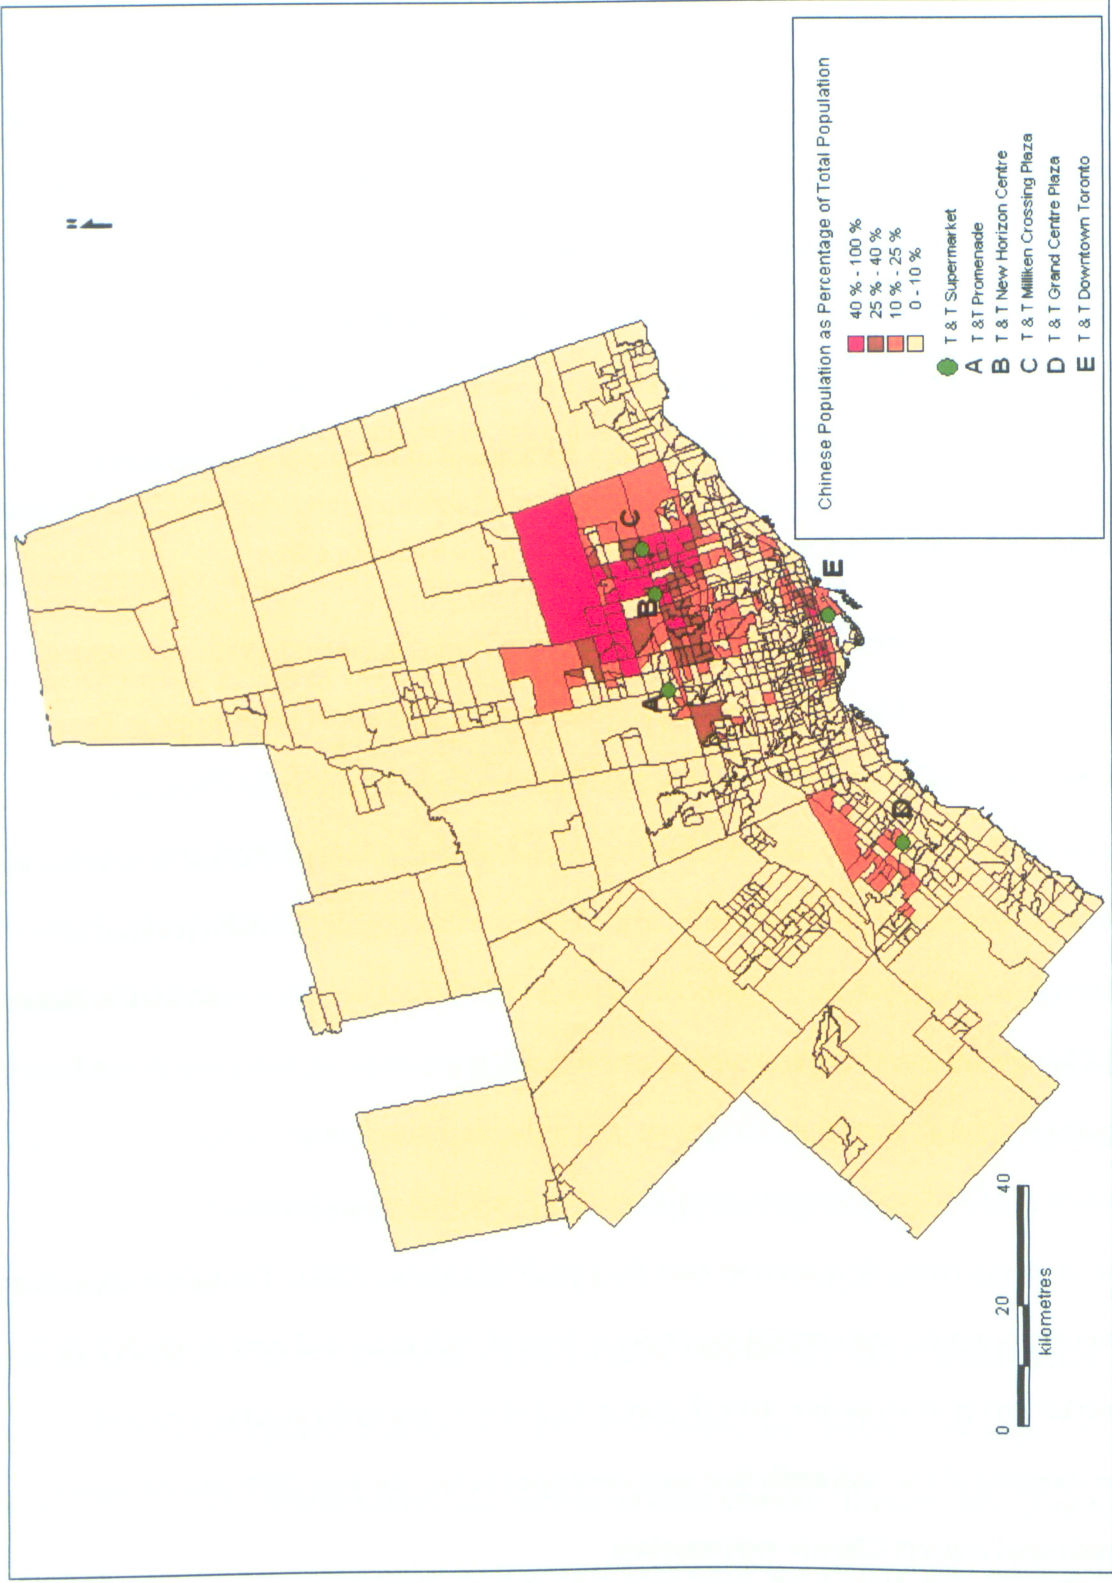 N
A
B
C
D
E
Chinese Population as Percentage of Total Population
40 % - 100 %
25 % - 40 %
10 % - 25 %
0 - 10 %
T & T Supermarket
A T &T Promenade
B T & T New Horizon Centre
C T & T Milliken Crossing Plaza
D T & T Grand Centre Plaza
E T & T Downtown Toronto
0 20 40
kilometres